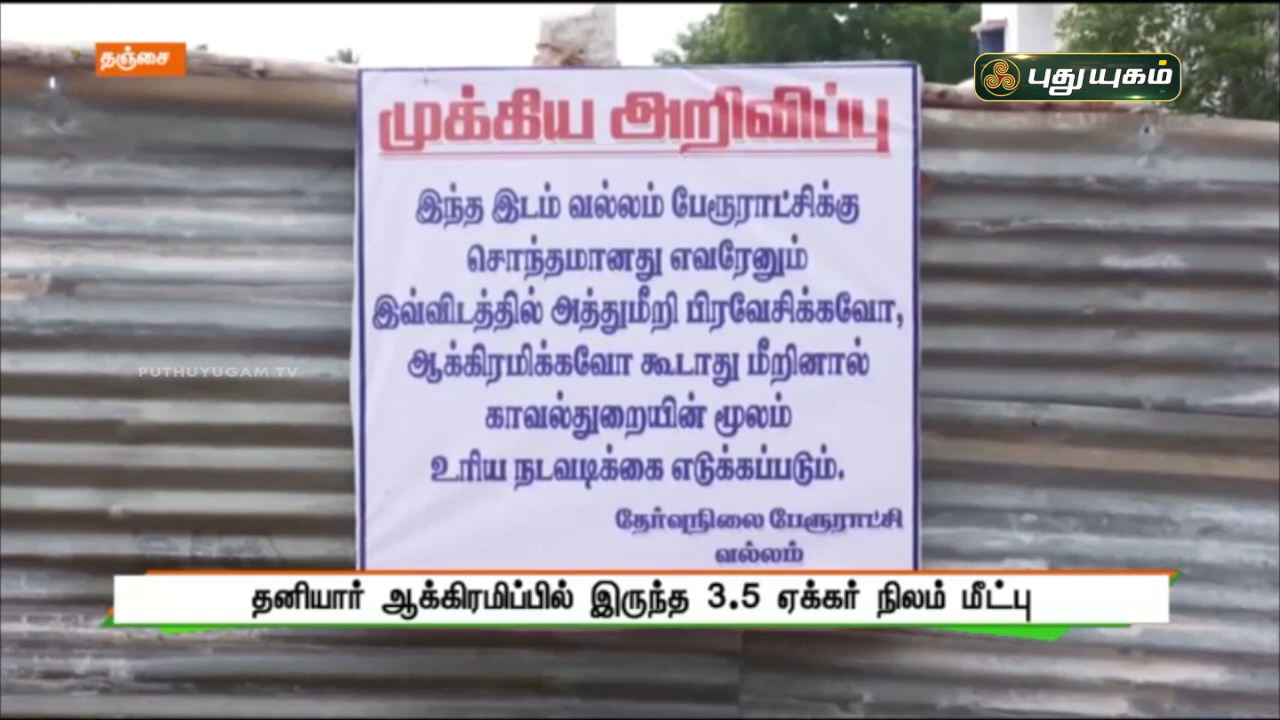 தஞ்சை
புதுயுகம்
முக்கிய அறிவிப்பு
இந்த இடம் வல்லம் பேரூராட்சிக்கு
சொந்தமானது எவரேனும்
இவ்விடத்தில் அத்துமீறி பிரவேசிக்கவோ,
ஆக்கிரமிக்கவோ கூடாது மீறினால்
காவல்துறையின் மூலம்
உரிய நடவடிக்கை எடுக்கப்படும்.
தேர்வுநிலை பேரூராட்சி
வல்லம்
PUTHUYUGAM TV
தனியார் ஆக்கிரமிப்பில் இருந்த 3.5 ஏக்கர் நிலம் மீட்பு